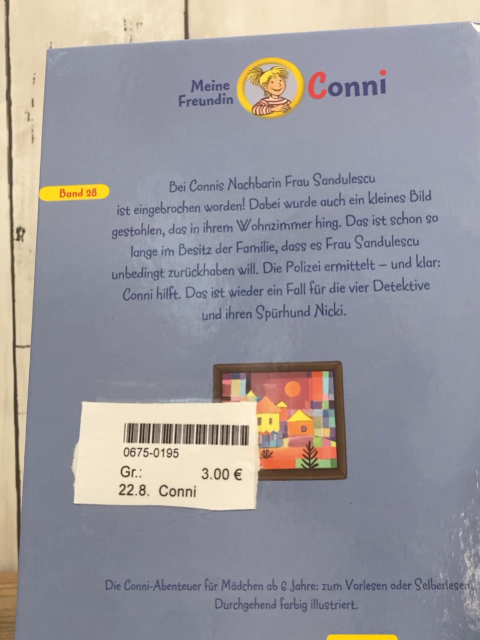 Meine
Freundin
Conni
Band 28
Bei Connis Nachbarin Frau Sandulescu
ist eingebrochen worden! Dabei wurde auch ein kleines Bild
gestohlen, das in ihrem Wohnzimmer hing. Das ist schon so
lange im Besitz der Familie, dass es Frau Sandulescu
unbedingt zurückhaben will. Die Polizei ermittelt – und klar:
Conni hilft. Das ist wieder ein Fall für die vier Detektive
und ihren Spürhund Nicki.
0675-0195
Gr.: 3.00 €
22.8. Conni
Die Conni-Abenteuer für Mädchen ab 6 Jahre: zum Vorlesen oder Selberlesen.
Durchgehend farbig illustriert.